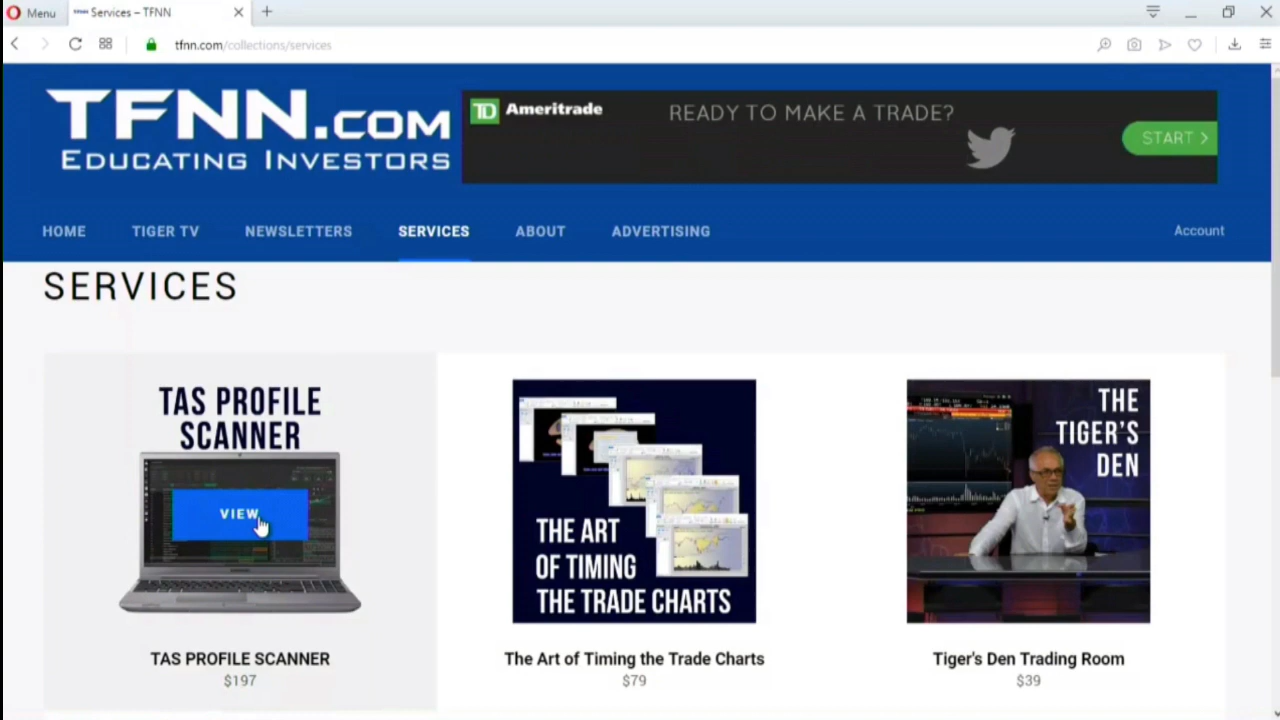 Menu
Services – TFNN
tfnn.com/collections/services
TFNN.COM
EDUCATING INVESTORS
TD Ameritrade
READY TO MAKE A TRADE?
START >
HOME
TIGER TV
NEWSLETTERS
SERVICES
ABOUT
ADVERTISING
Account
SERVICES
TAS PROFILE
SCANNER
VIEW
THE ART
OF TIMING
THE TRADE CHARTS
THE
TIGER'S
DEN
TAS PROFILE SCANNER
The Art of Timing the Trade Charts
Tiger's Den Trading Room
$197
$79
$39